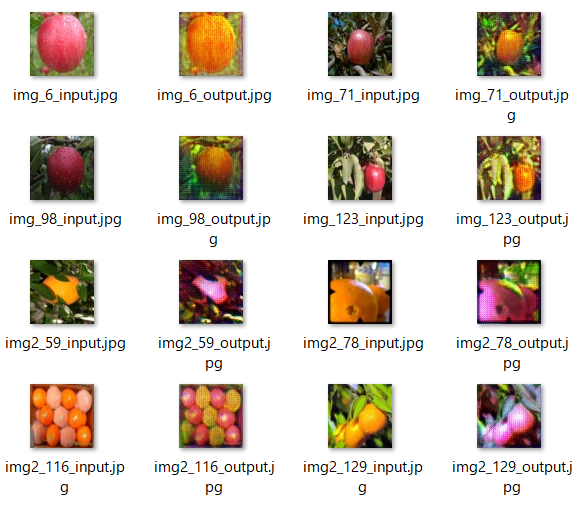 img_6_input.jpg
img_6_output.jpg
img_71_input.jpg
img_71_output.jp
g
img_98_input.jpg
img_98_output.jp
g
img_123_input.jpg
img_123_output.j
pg
img2_59_input.jpg
img2_59_output.j
pg
img2_78_input.jpg
img2_78_output.j
pg
img2_116_input.jp
g
img2_116_output.j
pg
img2_129_input.jp
g
img2_129_output.j
pg